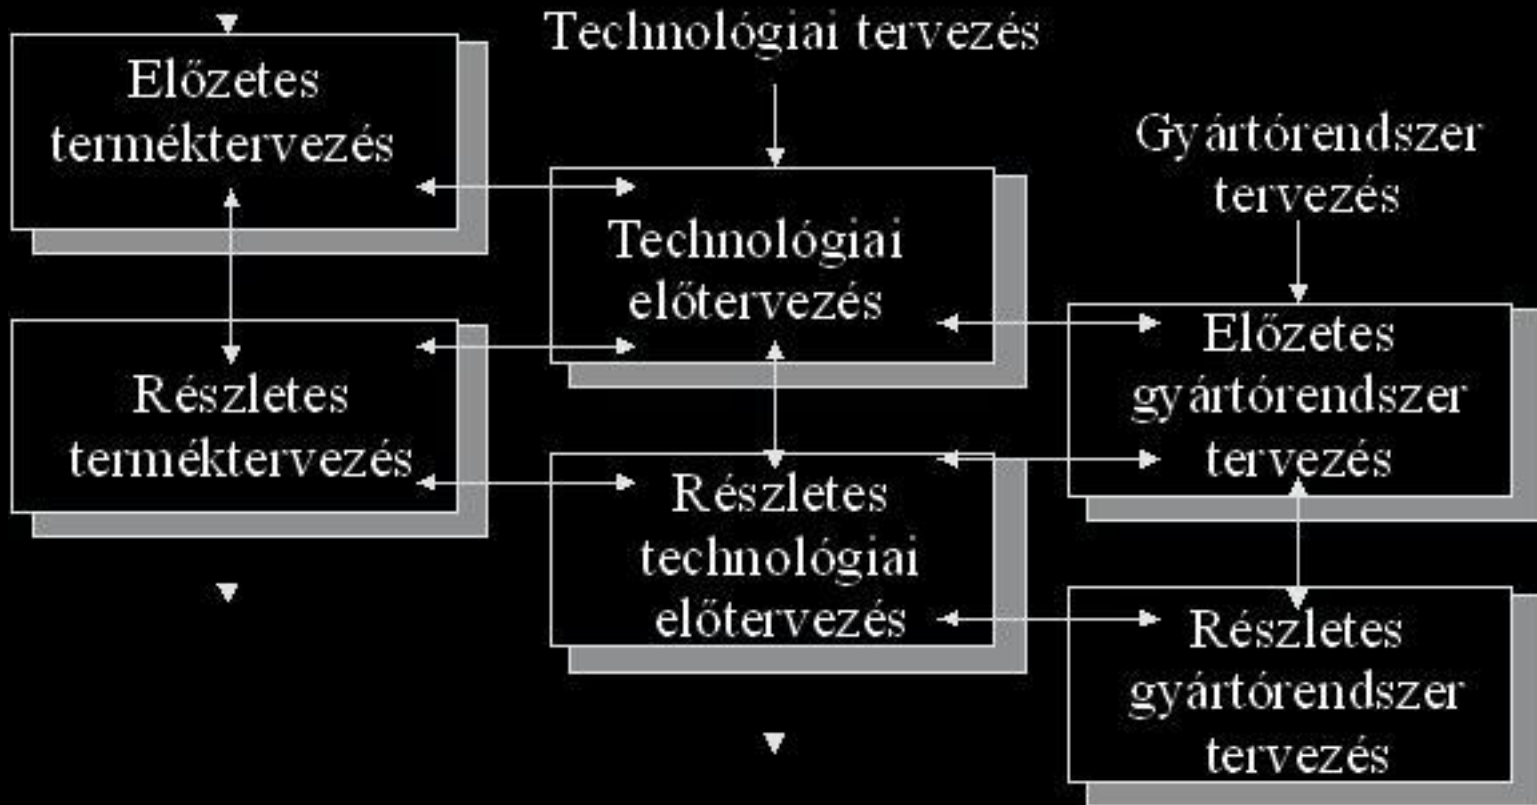 Előzetes
terméktervezés
Részletes
terméktervezés
Technológiai tervezés
Technológiai
előtervezés
Részletes
technológiai
előtervezés
Gyártórendszer
tervezés
Előzetes
gyártórendszer
tervezés
Részletes
gyártórendszer
tervezés